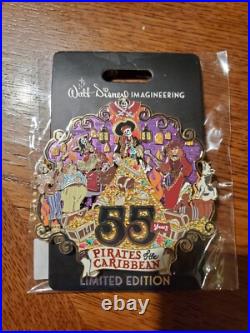 Walt Disney IMAGINEERING
55
YEARS
PIRATES of the
CARIBBEAN
LIMITED EDITION